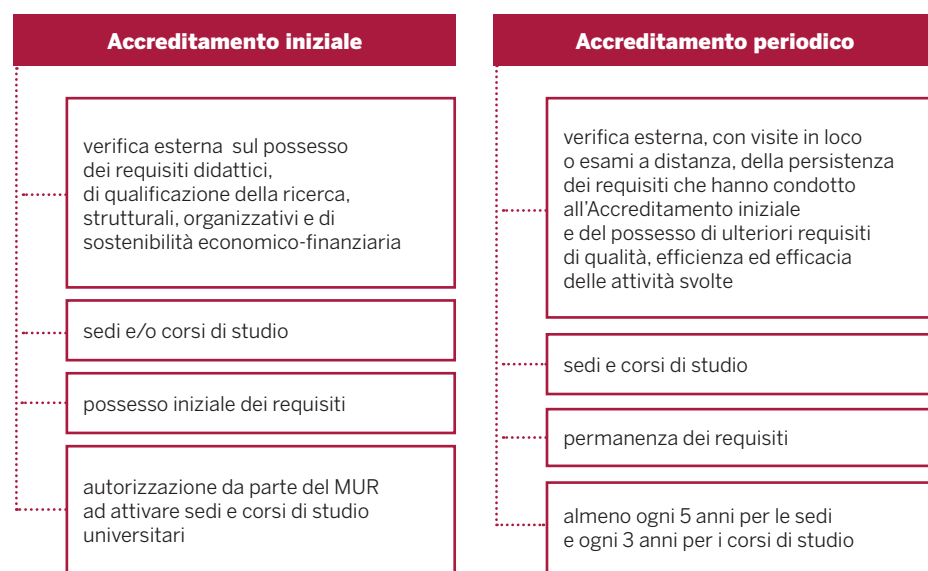 Accreditamento iniziale
verifica esterna sul possesso
dei requisiti didattici,
di qualificazione della ricerca,
strutturali, organizzativi e di
sostenibilità economico-finanziaria
sedi e/o corsi di studio
possesso iniziale dei requisiti
autorizzazione da parte del MUR
ad attivare sedi e corsi di studio
universitari
Accreditamento periodico
verifica esterna, con visite in loco
o esami a distanza, della persistenza
dei requisiti che hanno condotto
all'Accreditamento iniziale
e del possesso di ulteriori requisiti
di qualità, efficienza ed efficacia
delle attività svolte
sedi e corsi di studio
permanenza dei requisiti
almeno ogni 5 anni per le sedi
e ogni 3 anni per i corsi di studio